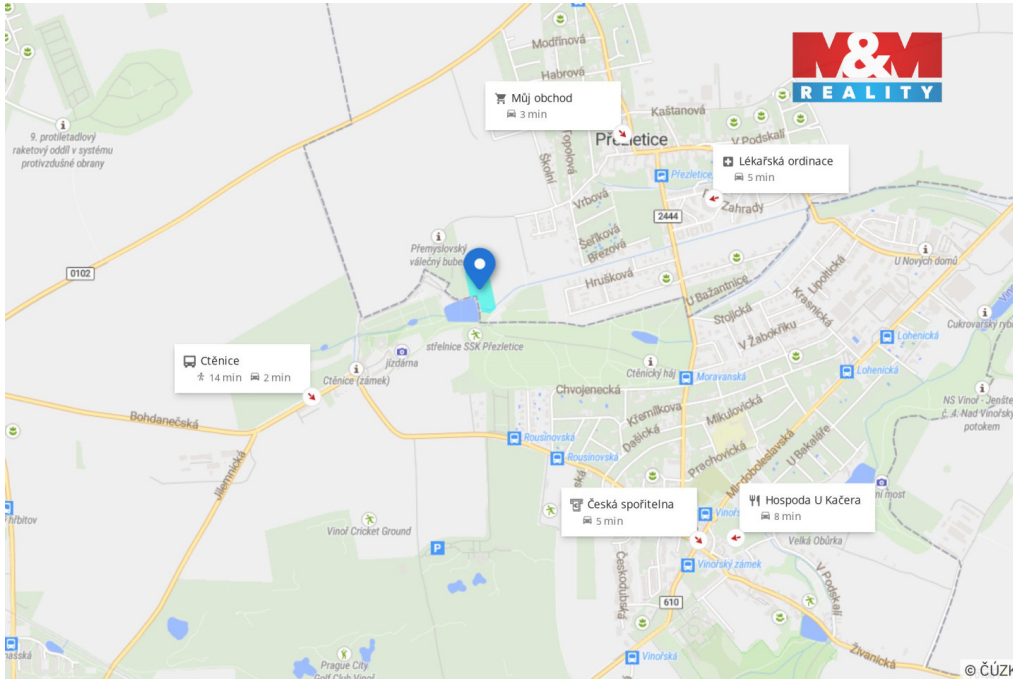 M&M
REALITY
Modřínová
Habrová
Můj obchod
3 min
Kaštanová
Topolová
Přezletice
V Podskalí
9. protiletadlový
raketový oddíl v systému
protivzdušné obrany
Školní
Lékařská ordinace
5 min
Přezletice
Vrbová
Zahrady
2444
Šeříková
Březová
Přemyslovský
válečný
U Nových domů
0102
Hrušková
U Bažantnice
Lipoltická
Krasnická
Stojická
Cukrovarský
V Žabokřiku
Lohenická
střelnice SSK Přezletice
jízdárna
Ctěnice
14 min
2 min
Ctěnice (zámek)
Ctěnický háj
Moravanská
Lohenická
Chvojenecká
NS Vinoř - Jenštej
č. 4. Nad Vinořský
potokem
Bohdanečská
Křemílkova
Mikulovická
Dašická
Rousínovská
Rousínovská
Prachovická
U Bakaláře
Mladoboleslavská
Jilemnická
most
Česká spořitelna
5 min
Hospoda U Kačera
8 min
hřbitov
Vinoř Cricket Ground
P
Velká Obůrka
Vinořský zámek
Českodubská
V Podskalí
610
Vinořská
Živanická
Prague City
Golf Club Vinoř
© ČÚZK